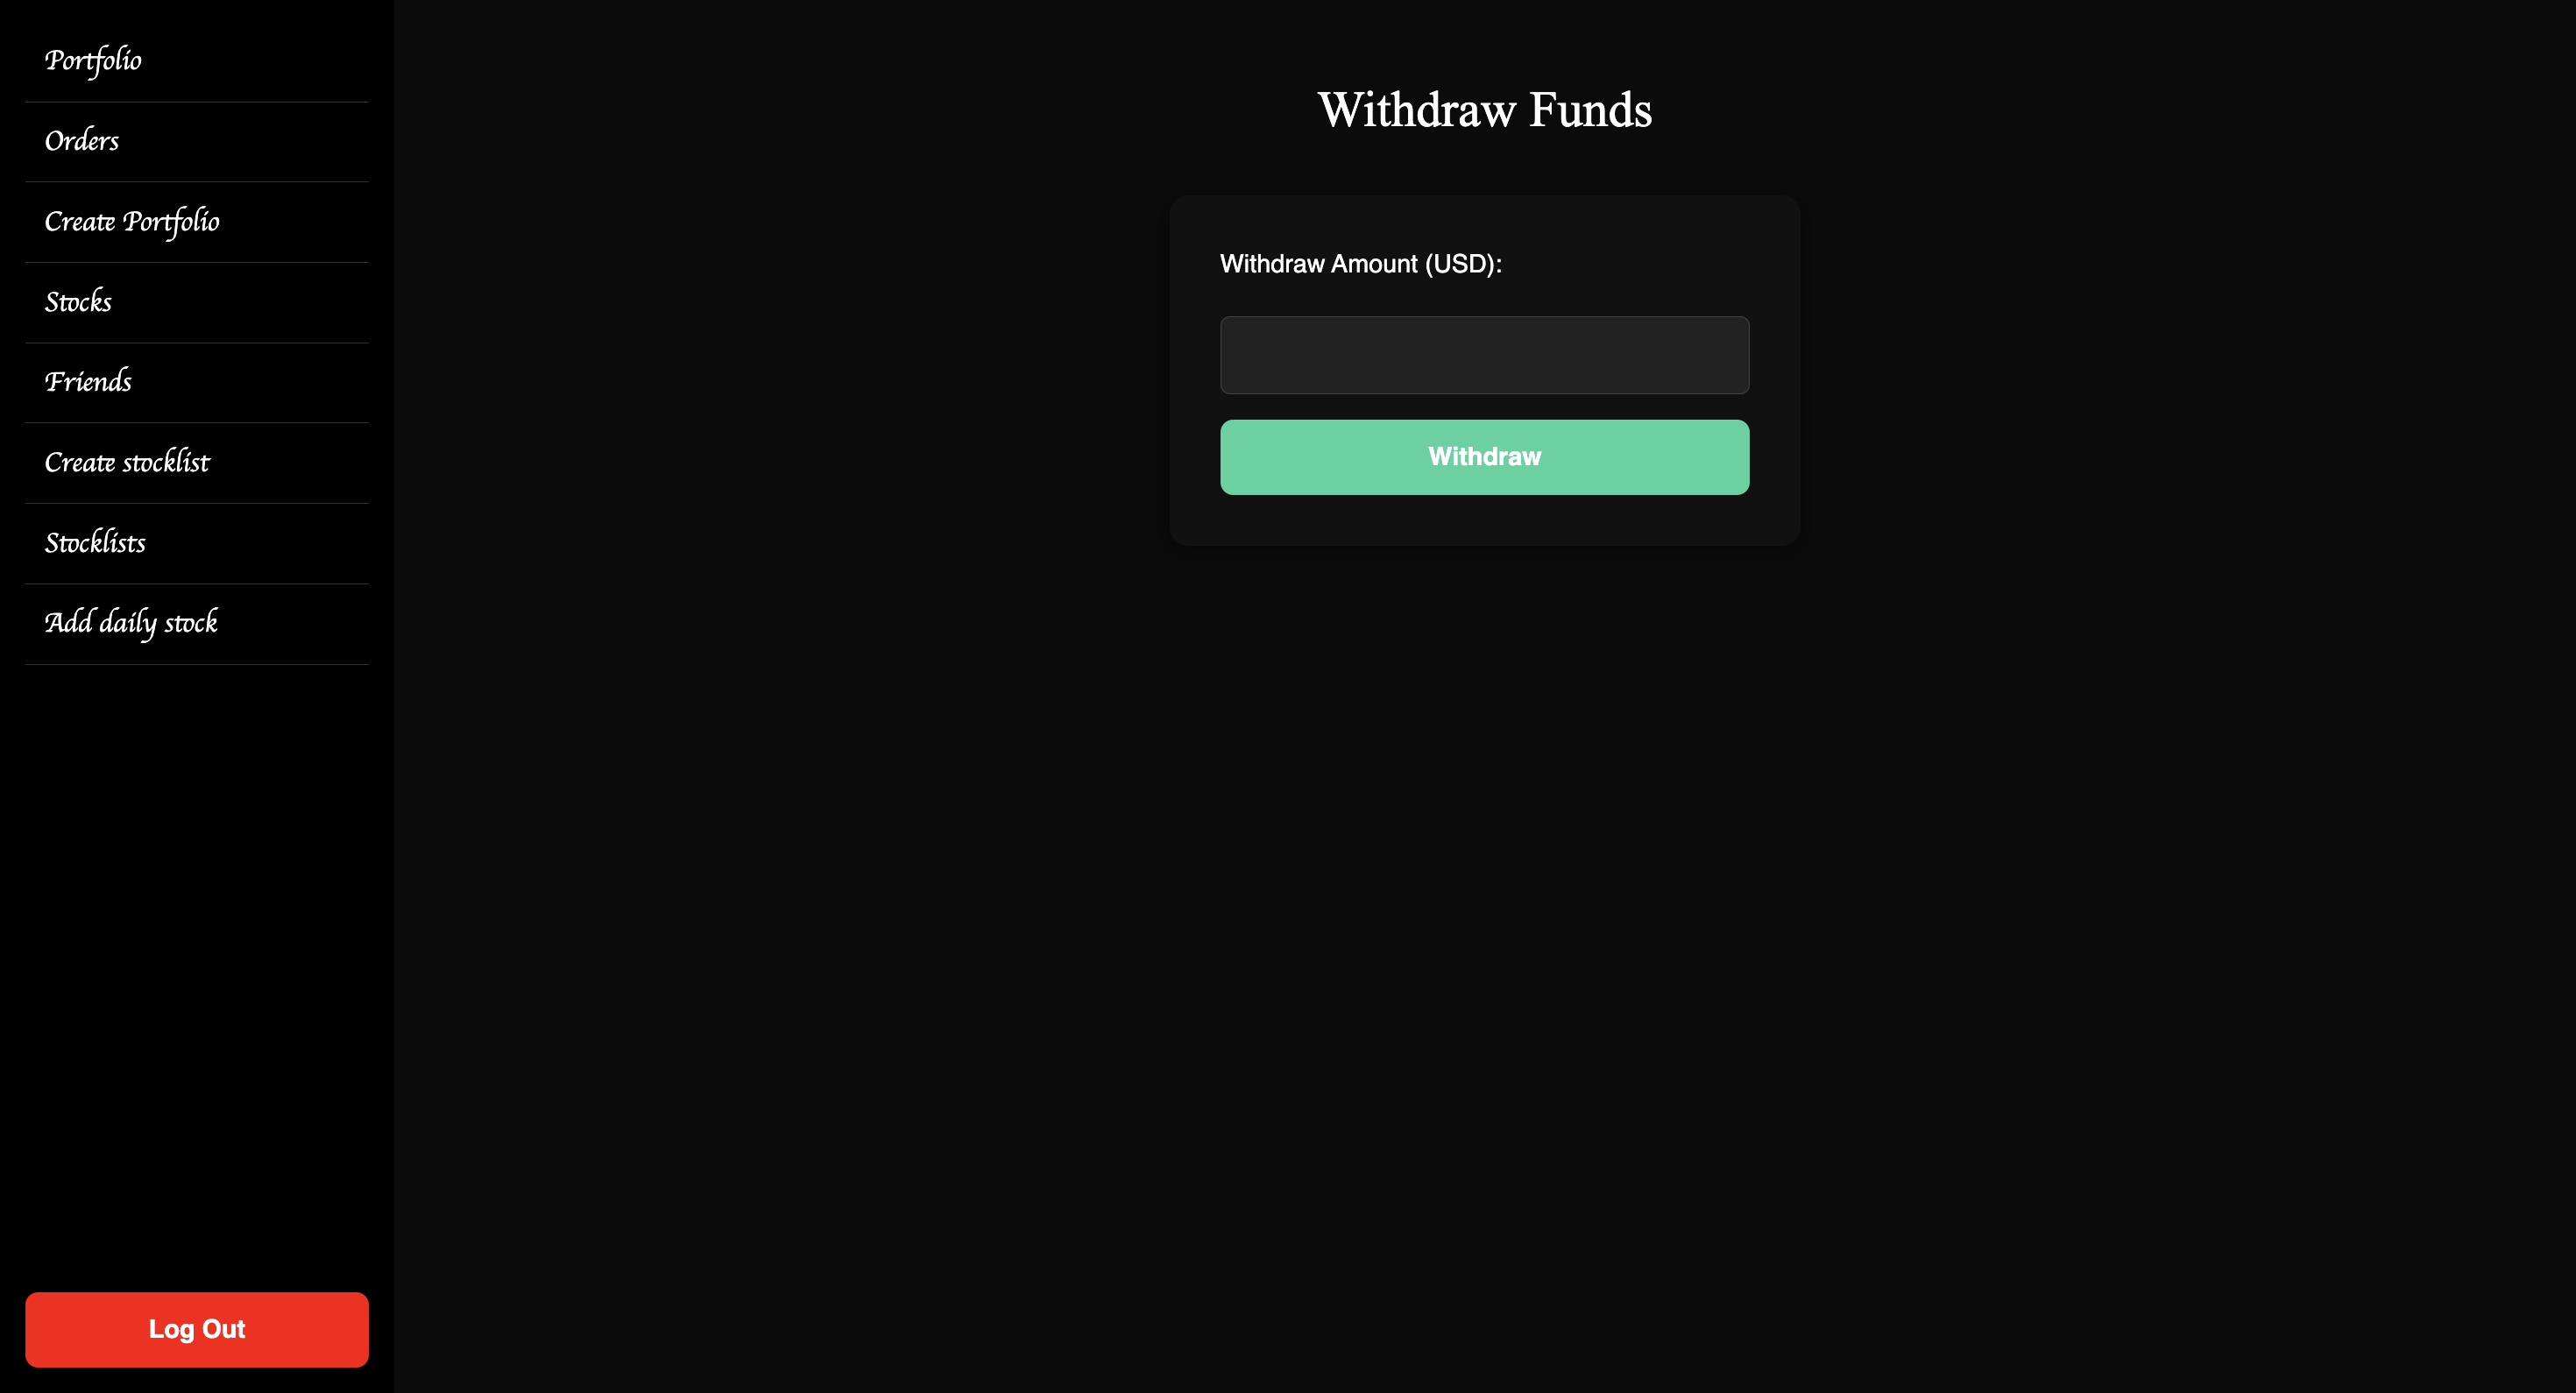 Portfolio
Orders
Create Portfolio
Stocks
Friends
Create stocklist
Stocklists
Add daily stock
Log Out
Withdraw Funds
Withdraw Amount (USD):
Withdraw